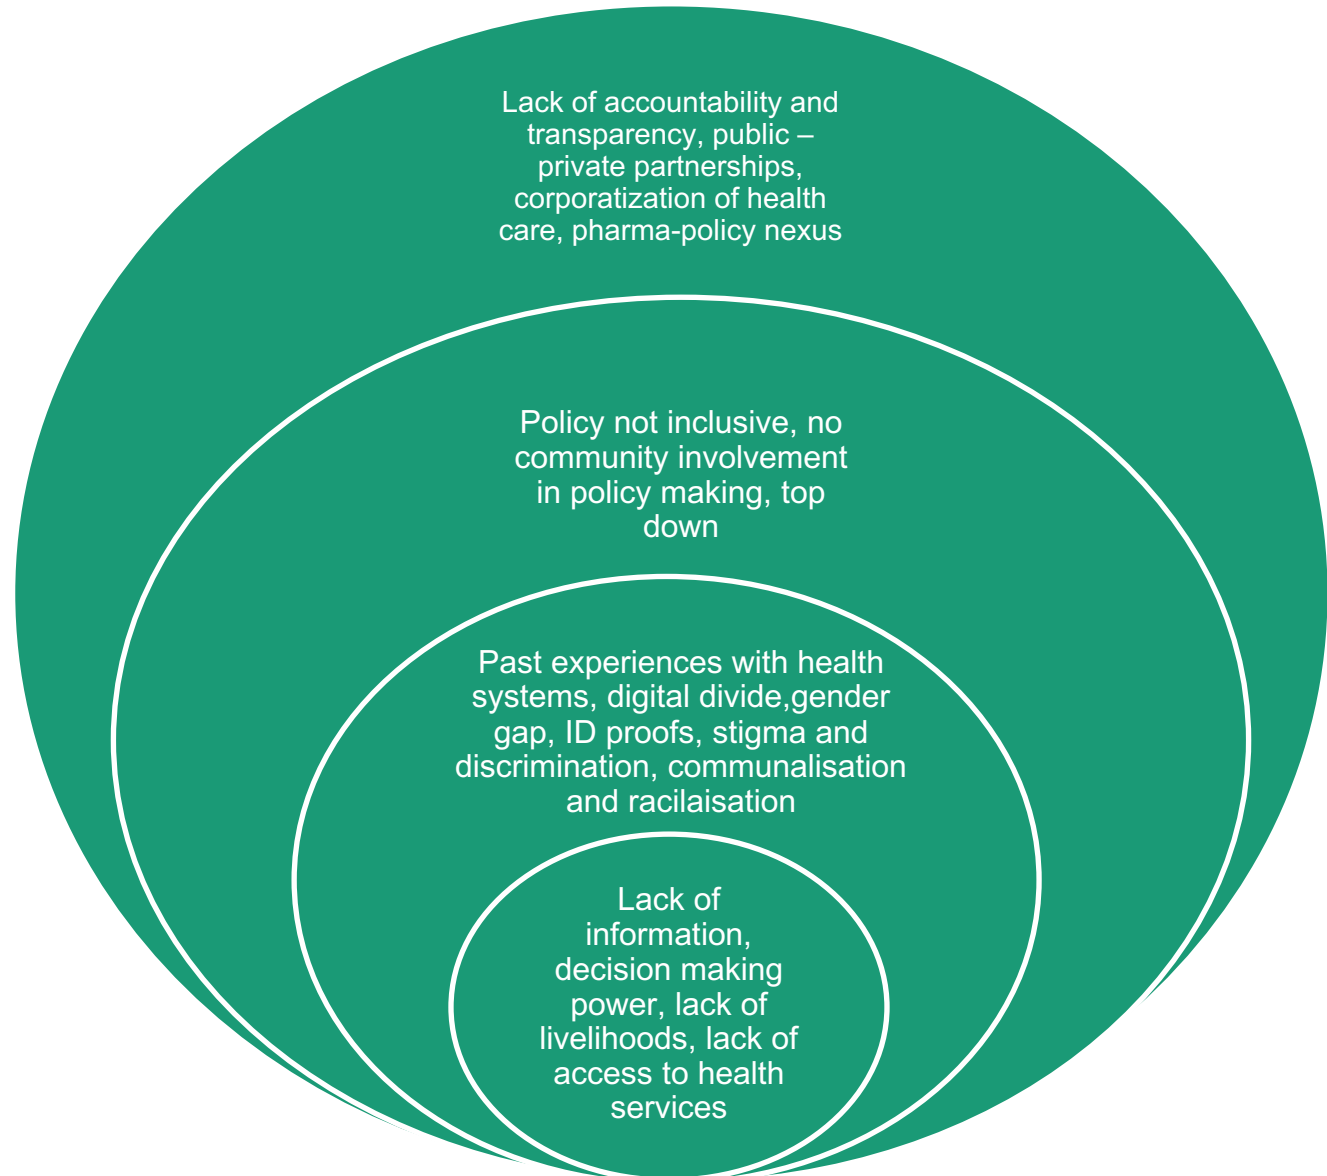 Lack of accountability and
transparency, public –
private partnerships,
corporatization of health
care, pharma-policy nexus
Policy not inclusive, no
community involvement
in policy making, top
down
Past experiences with health
systems, digital divide,gender
gap, ID proofs, stigma and
discrimination, communalisation
and racilaisation
Lack of
information,
decision making
power, lack of
livelihoods, lack of
access to health
services